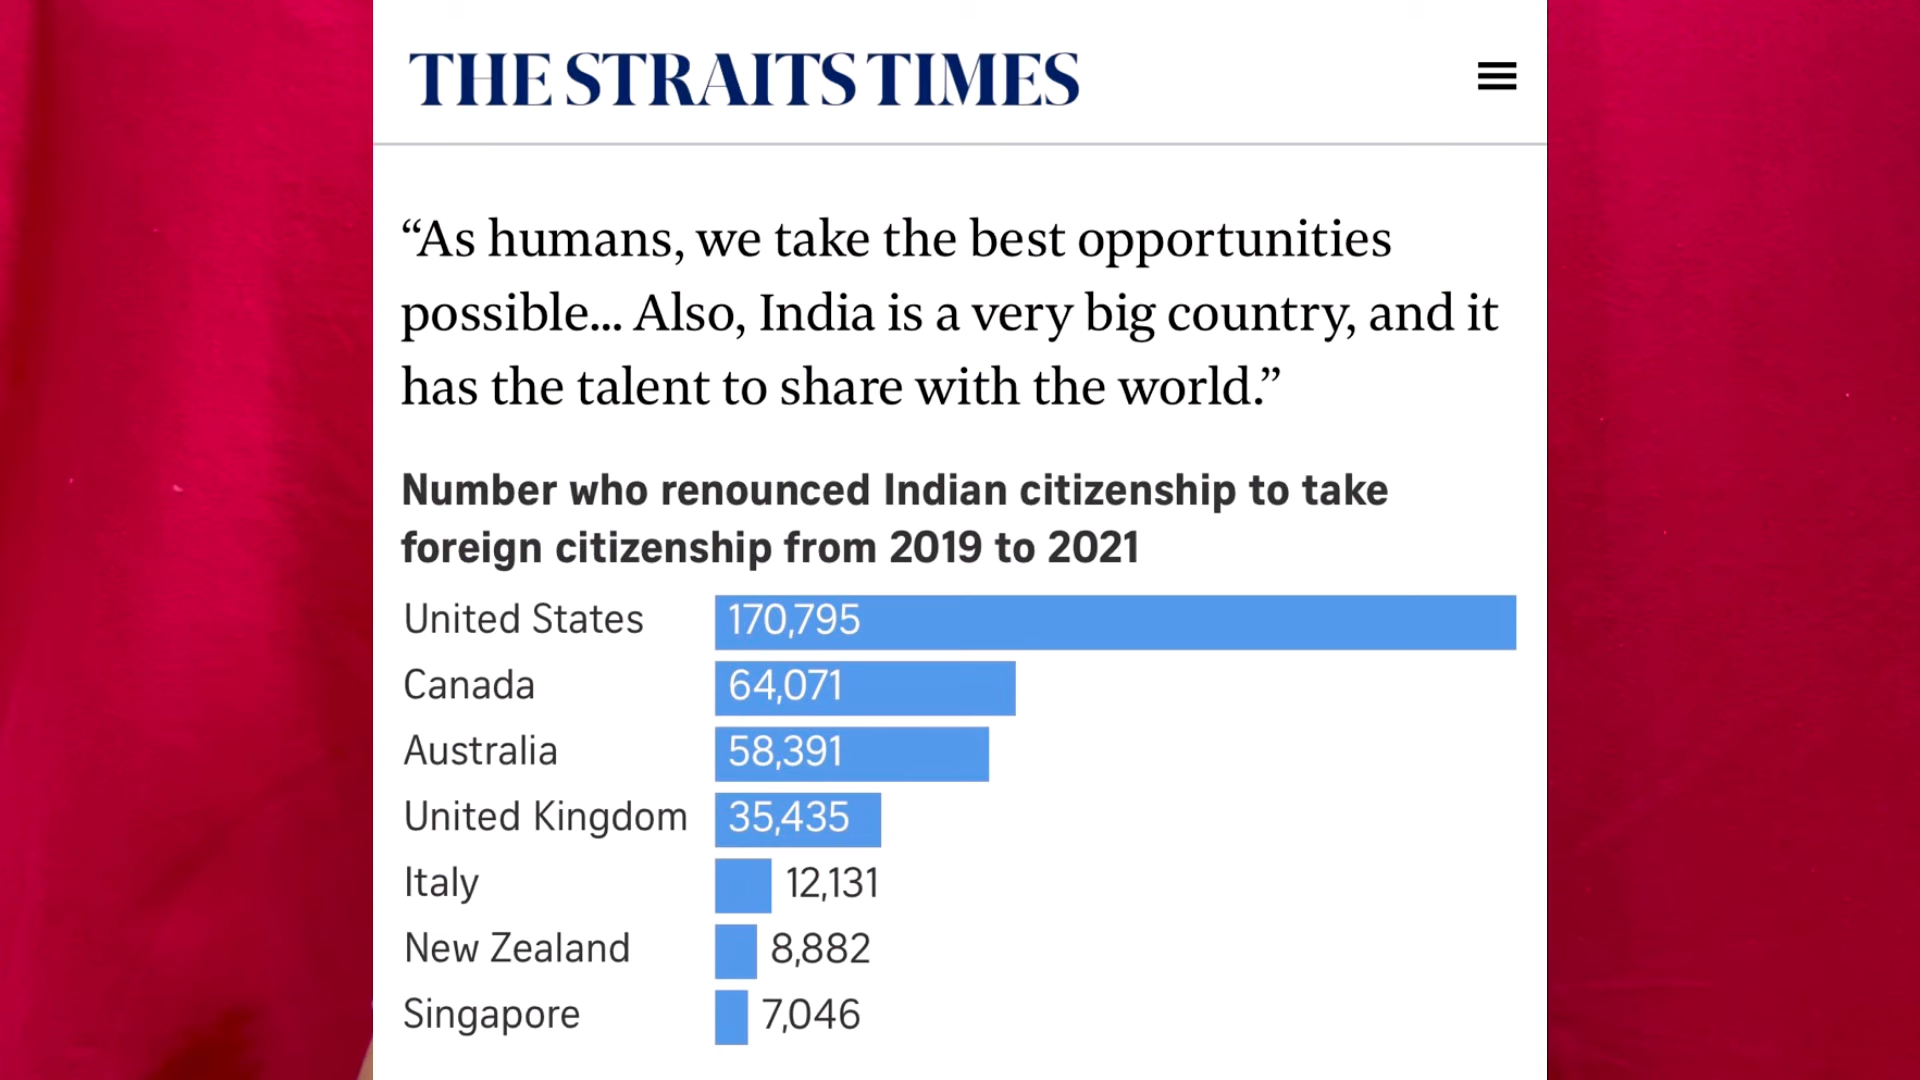 THE STRAITS TIMES
“As humans, we take the best opportunities
possible... Also, India is a very big country, and it
has the talent to share with the world.”
Number who renounced Indian citizenship to take
foreign citizenship from 2019 to 2021
United States 170,795
Canada 64,071
Australia 58,391
United Kingdom 35,435
Italy 12,131
New Zealand 8,882
Singapore 7,046